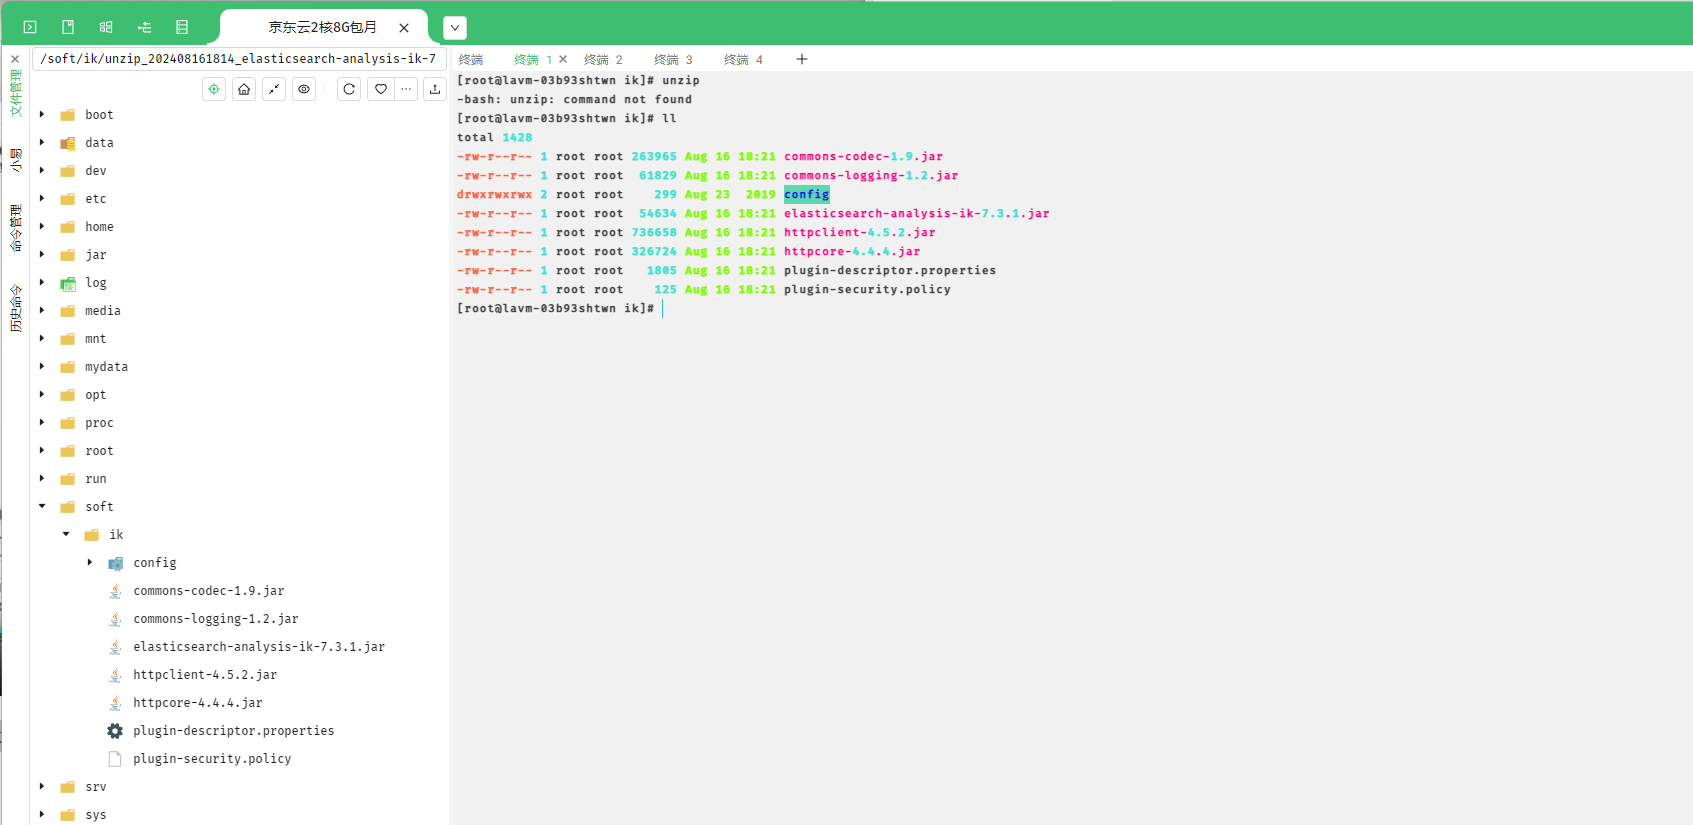 京东云2核8G包月
/soft/ik/unzip_202408161814_elasticsearch-analysis-ik-7
文件管理
小易
命令管理
历史命令
boot
data
dev
etc
home
jar
log
media
mnt
mydata
opt
proc
root
run
soft
ik
config
commons-codec-1.9.jar
commons-logging-1.2.jar
elasticsearch-analysis-ik-7.3.1.jar
httpclient-4.5.2.jar
httpcore-4.4.4.jar
plugin-descriptor.properties
plugin-security.policy
srv
sys
终端 终端 1 终端 2 终端 3 终端 4
[root@lavm-03b93shtwn ik]# unzip
-bash: unzip: command not found
[root@lavm-03b93shtwn ik]# ll
total 1428
-rw-r--r-- 1 root root 263965 Aug 16 18:21 commons-codec-1.9.jar
-rw-r--r-- 1 root root 61829 Aug 16 18:21 commons-logging-1.2.jar
drwxrwxrwx 2 root root 299 Aug 23 2019 config
-rw-r--r-- 1 root root 54634 Aug 16 18:21 elasticsearch-analysis-ik-7.3.1.jar
-rw-r--r-- 1 root root 736658 Aug 16 18:21 httpclient-4.5.2.jar
-rw-r--r-- 1 root root 326724 Aug 16 18:21 httpcore-4.4.4.jar
-rw-r--r-- 1 root root 1805 Aug 16 18:21 plugin-descriptor.properties
-rw-r--r-- 1 root root 125 Aug 16 18:21 plugin-security.policy
[root@lavm-03b93shtwn ik]#